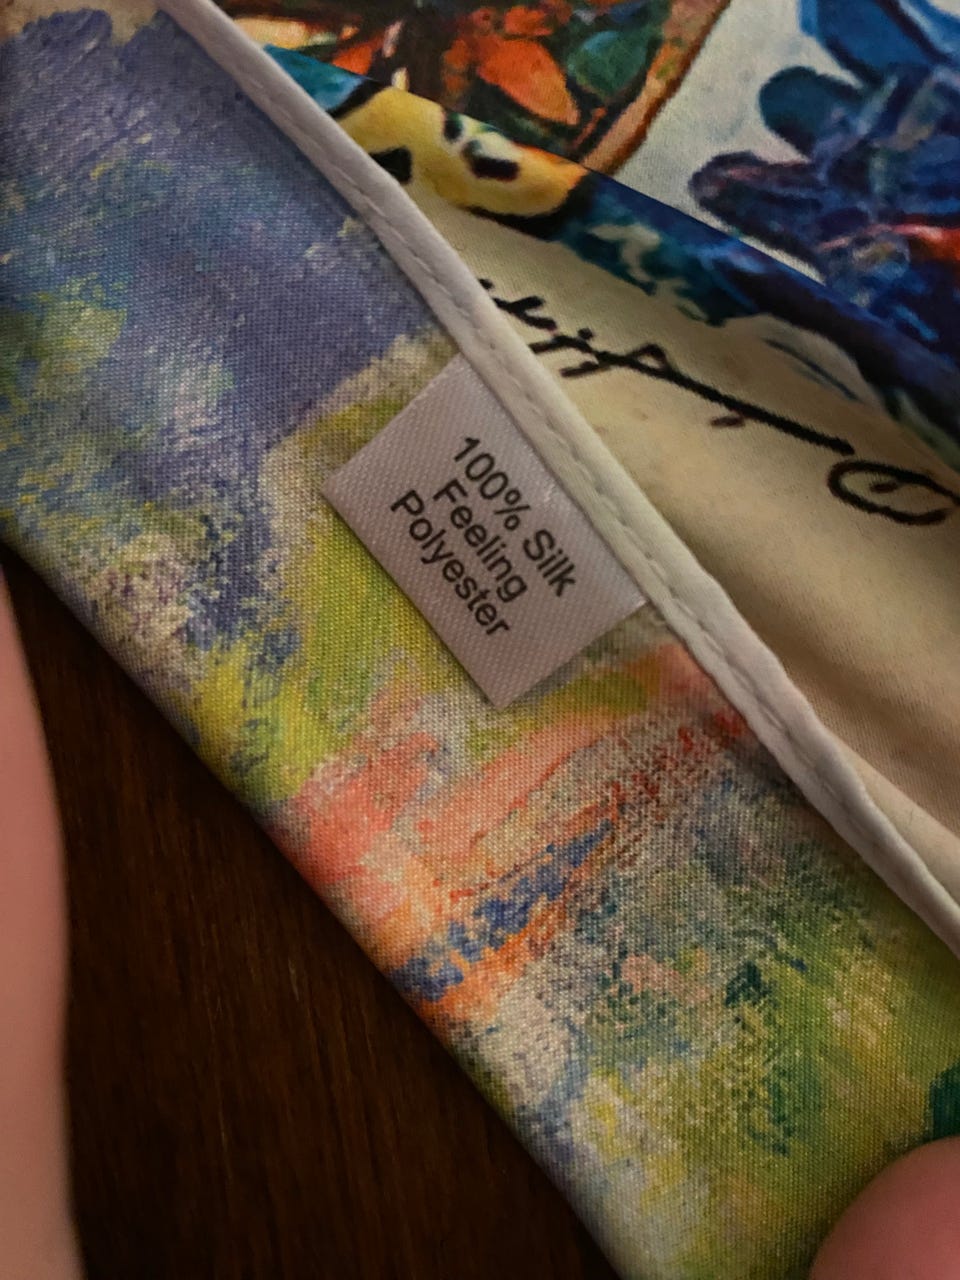 100% Silk
Feeling
Polyester